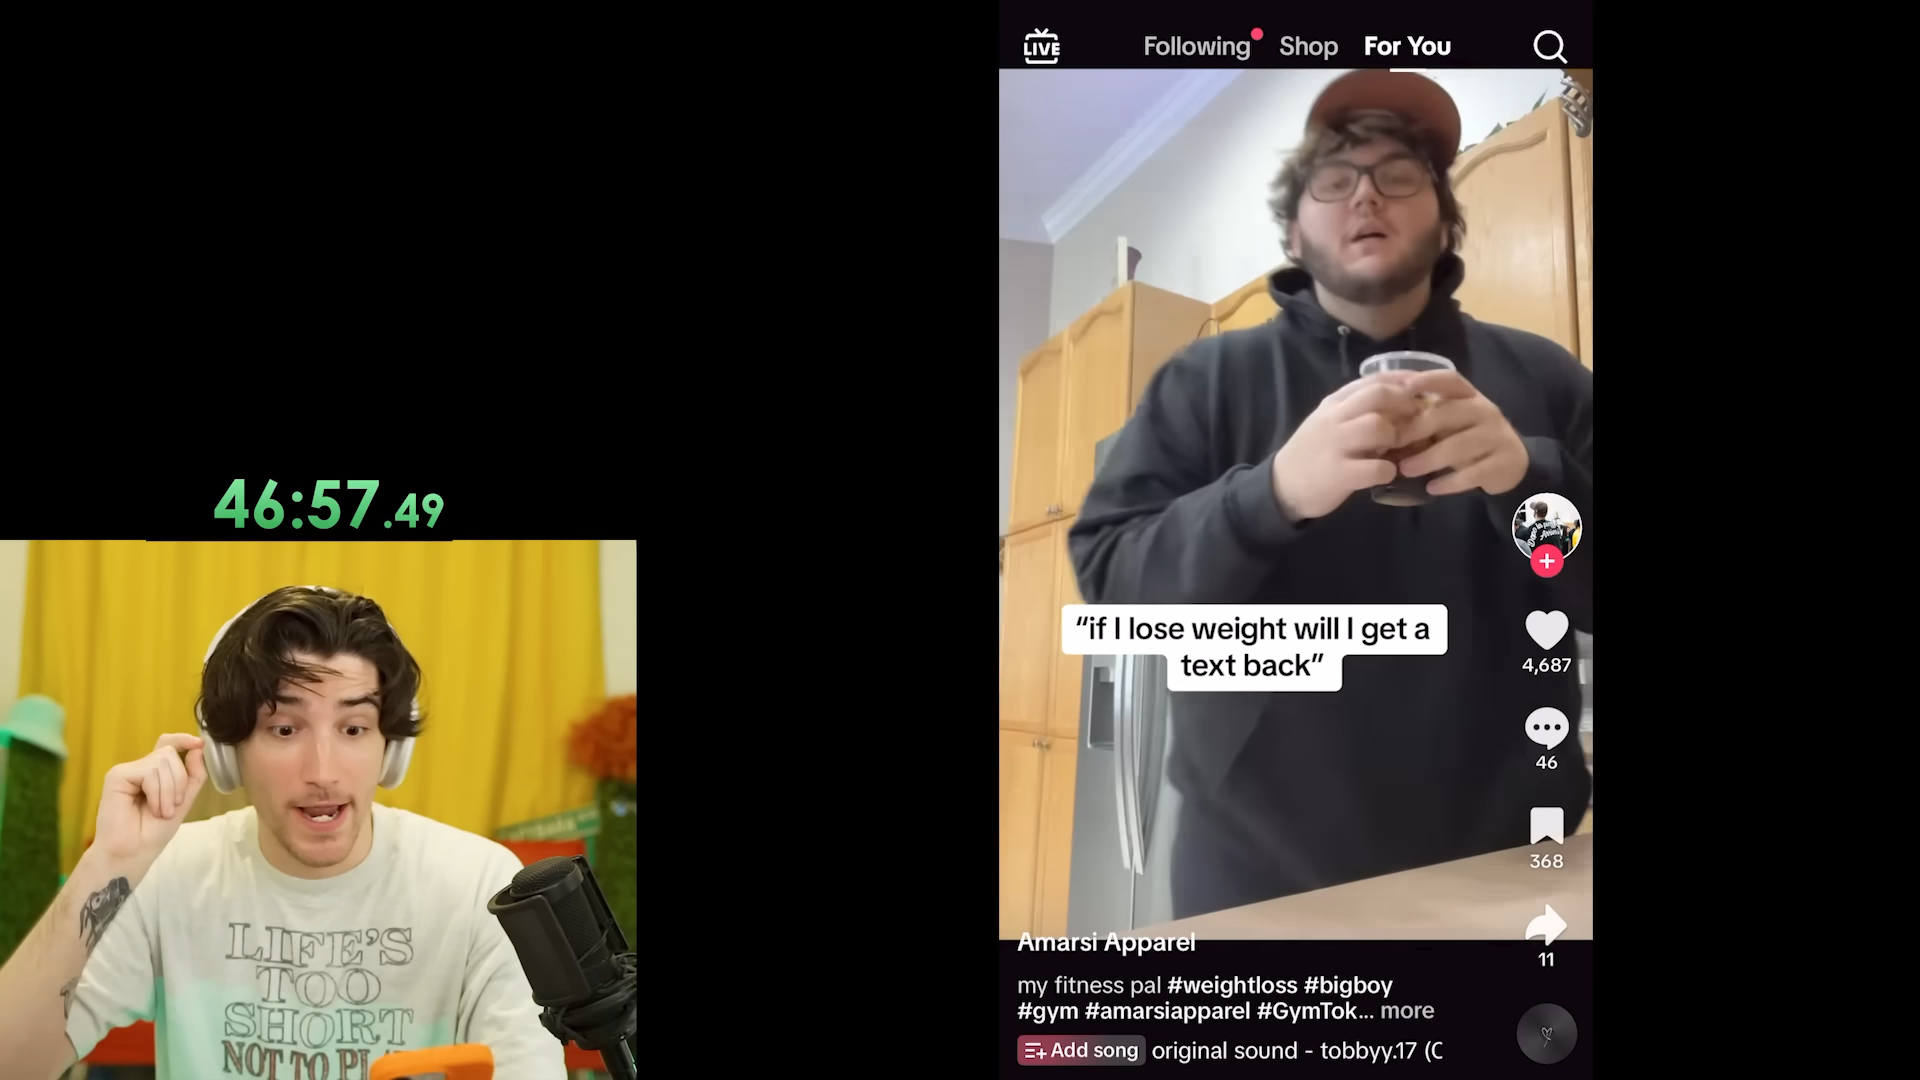 LIVE
Following
Shop
For You
46:57.49
"if I lose weight will I get a
text back"
4,687
46
368
11
LIFE'S
TOO
SHORT
NOT TO
Amarsi Apparel
my fitness pal #weightloss #bigboy
#gym #amarsiapparel #GymTok... more
Add song
original sound - tobbyy.17 (C